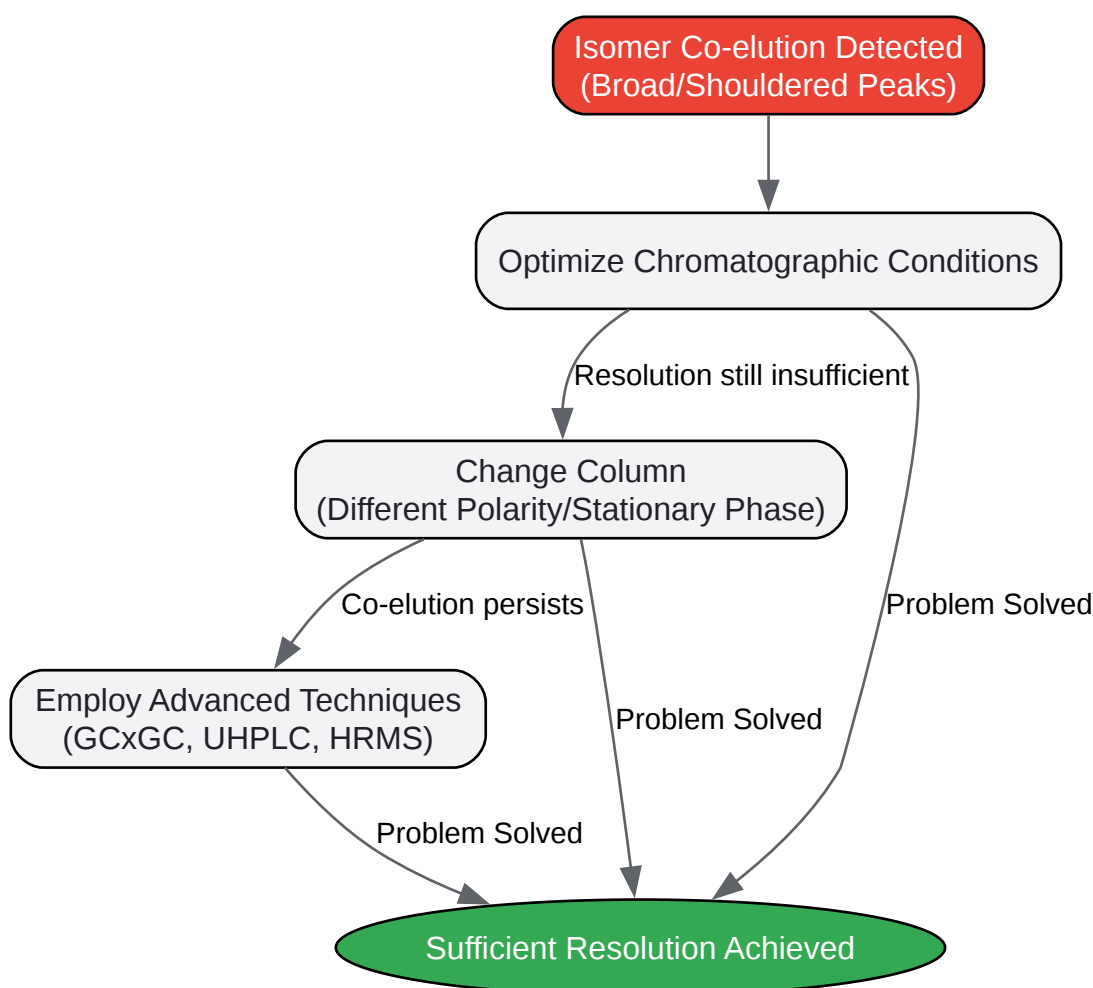 Isomer Co-elution Detected
(Broad/Shouldered Peaks)
Optimize Chromatographic Conditions
Resolution still insufficient
Change Column
(Different Polarity/Stationary Phase)
Co-elution persists
Problem Solved
Employ Advanced Techniques
(GCxGC, UHPLC, HRMS)
Problem Solved
Problem Solved
Sufficient Resolution Achieved